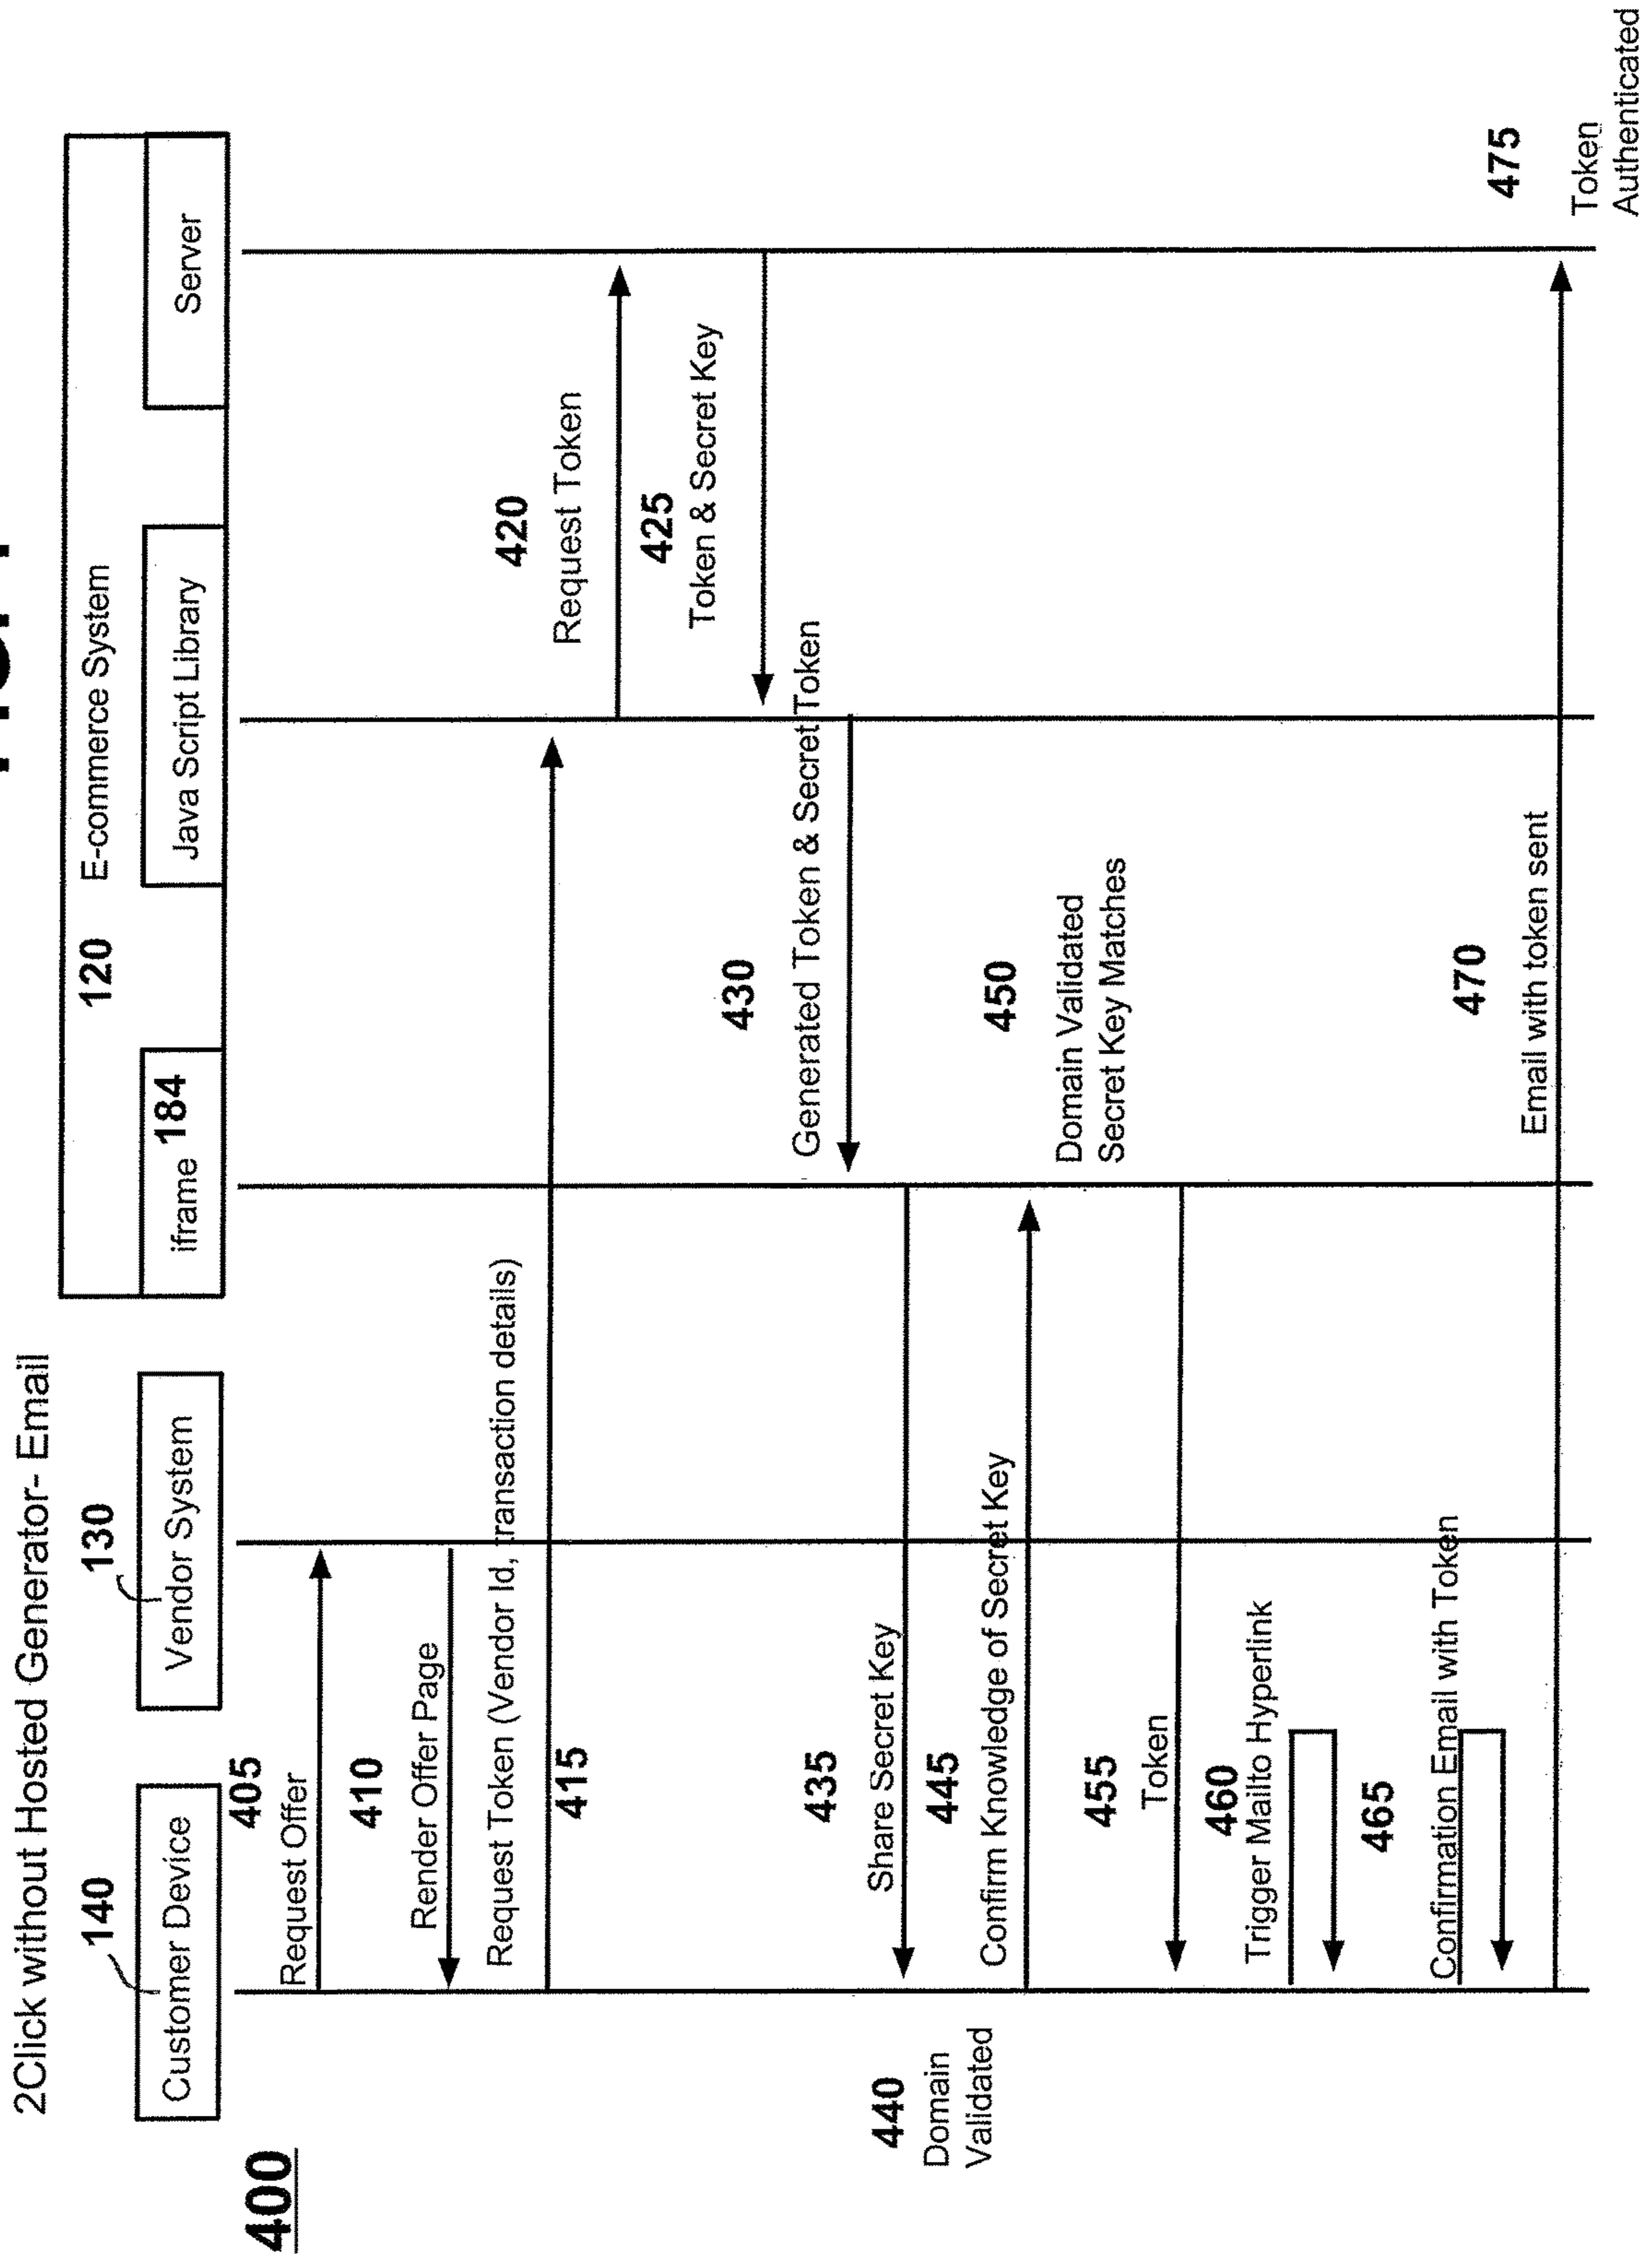 2Click without Hosted Generator- Email
400
140
Customer Device
130
Vendor System
120 E-commerce System
iframe 184
Java Script Library
Server
405
Request Offer
410
Render Offer Page
Request Token (Vendor Id, transaction details)
415
420
Request Token
425
Token & Secret Key
430
Generated Token & Secret Token
435
Share Secret Key
440
Domain
Validated
445
Confirm Knowledge of Secret Key
450
Domain Validated
Secret Key Matches
455
Token
460
Trigger Mailto Hyperlink
465
Confirmation Email with Token
470
Email with token sent
475
Token
Authenticated